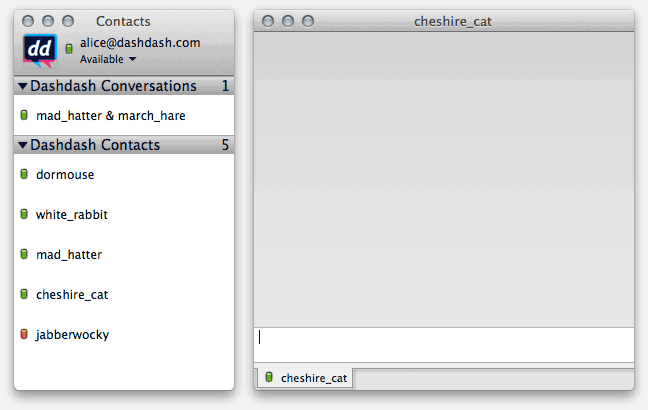 Contacts
dd
alice@dashdash.com
Available
Dashdash Conversations 1
mad_hatter & march_hare
Dashdash Contacts 5
dormouse
white_rabbit
mad_hatter
cheshire_cat
jabberwocky
cheshire_cat
cheshire_cat